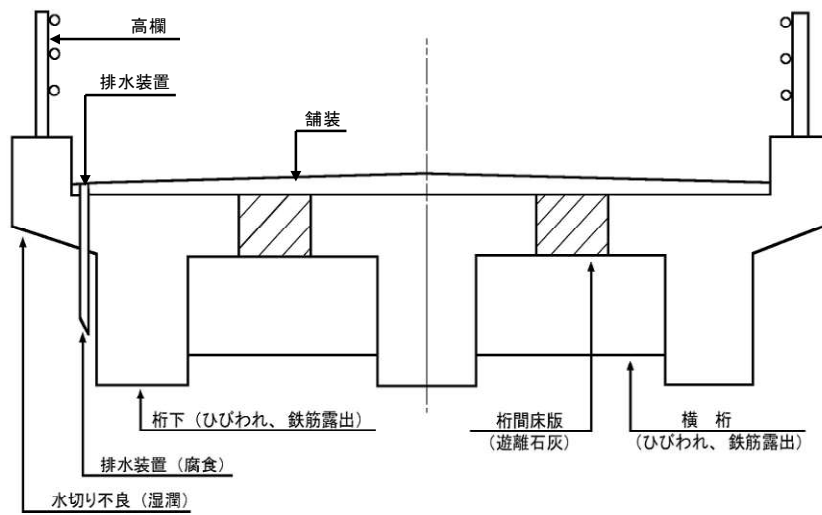 高欄
排水装置
舗装
桁下（ひびわれ、鉄筋露出）
桁間床版
（遊離石灰）
横　桁
（ひびわれ、鉄筋露出）
排水装置（腐食）
水切り不良（湿潤）